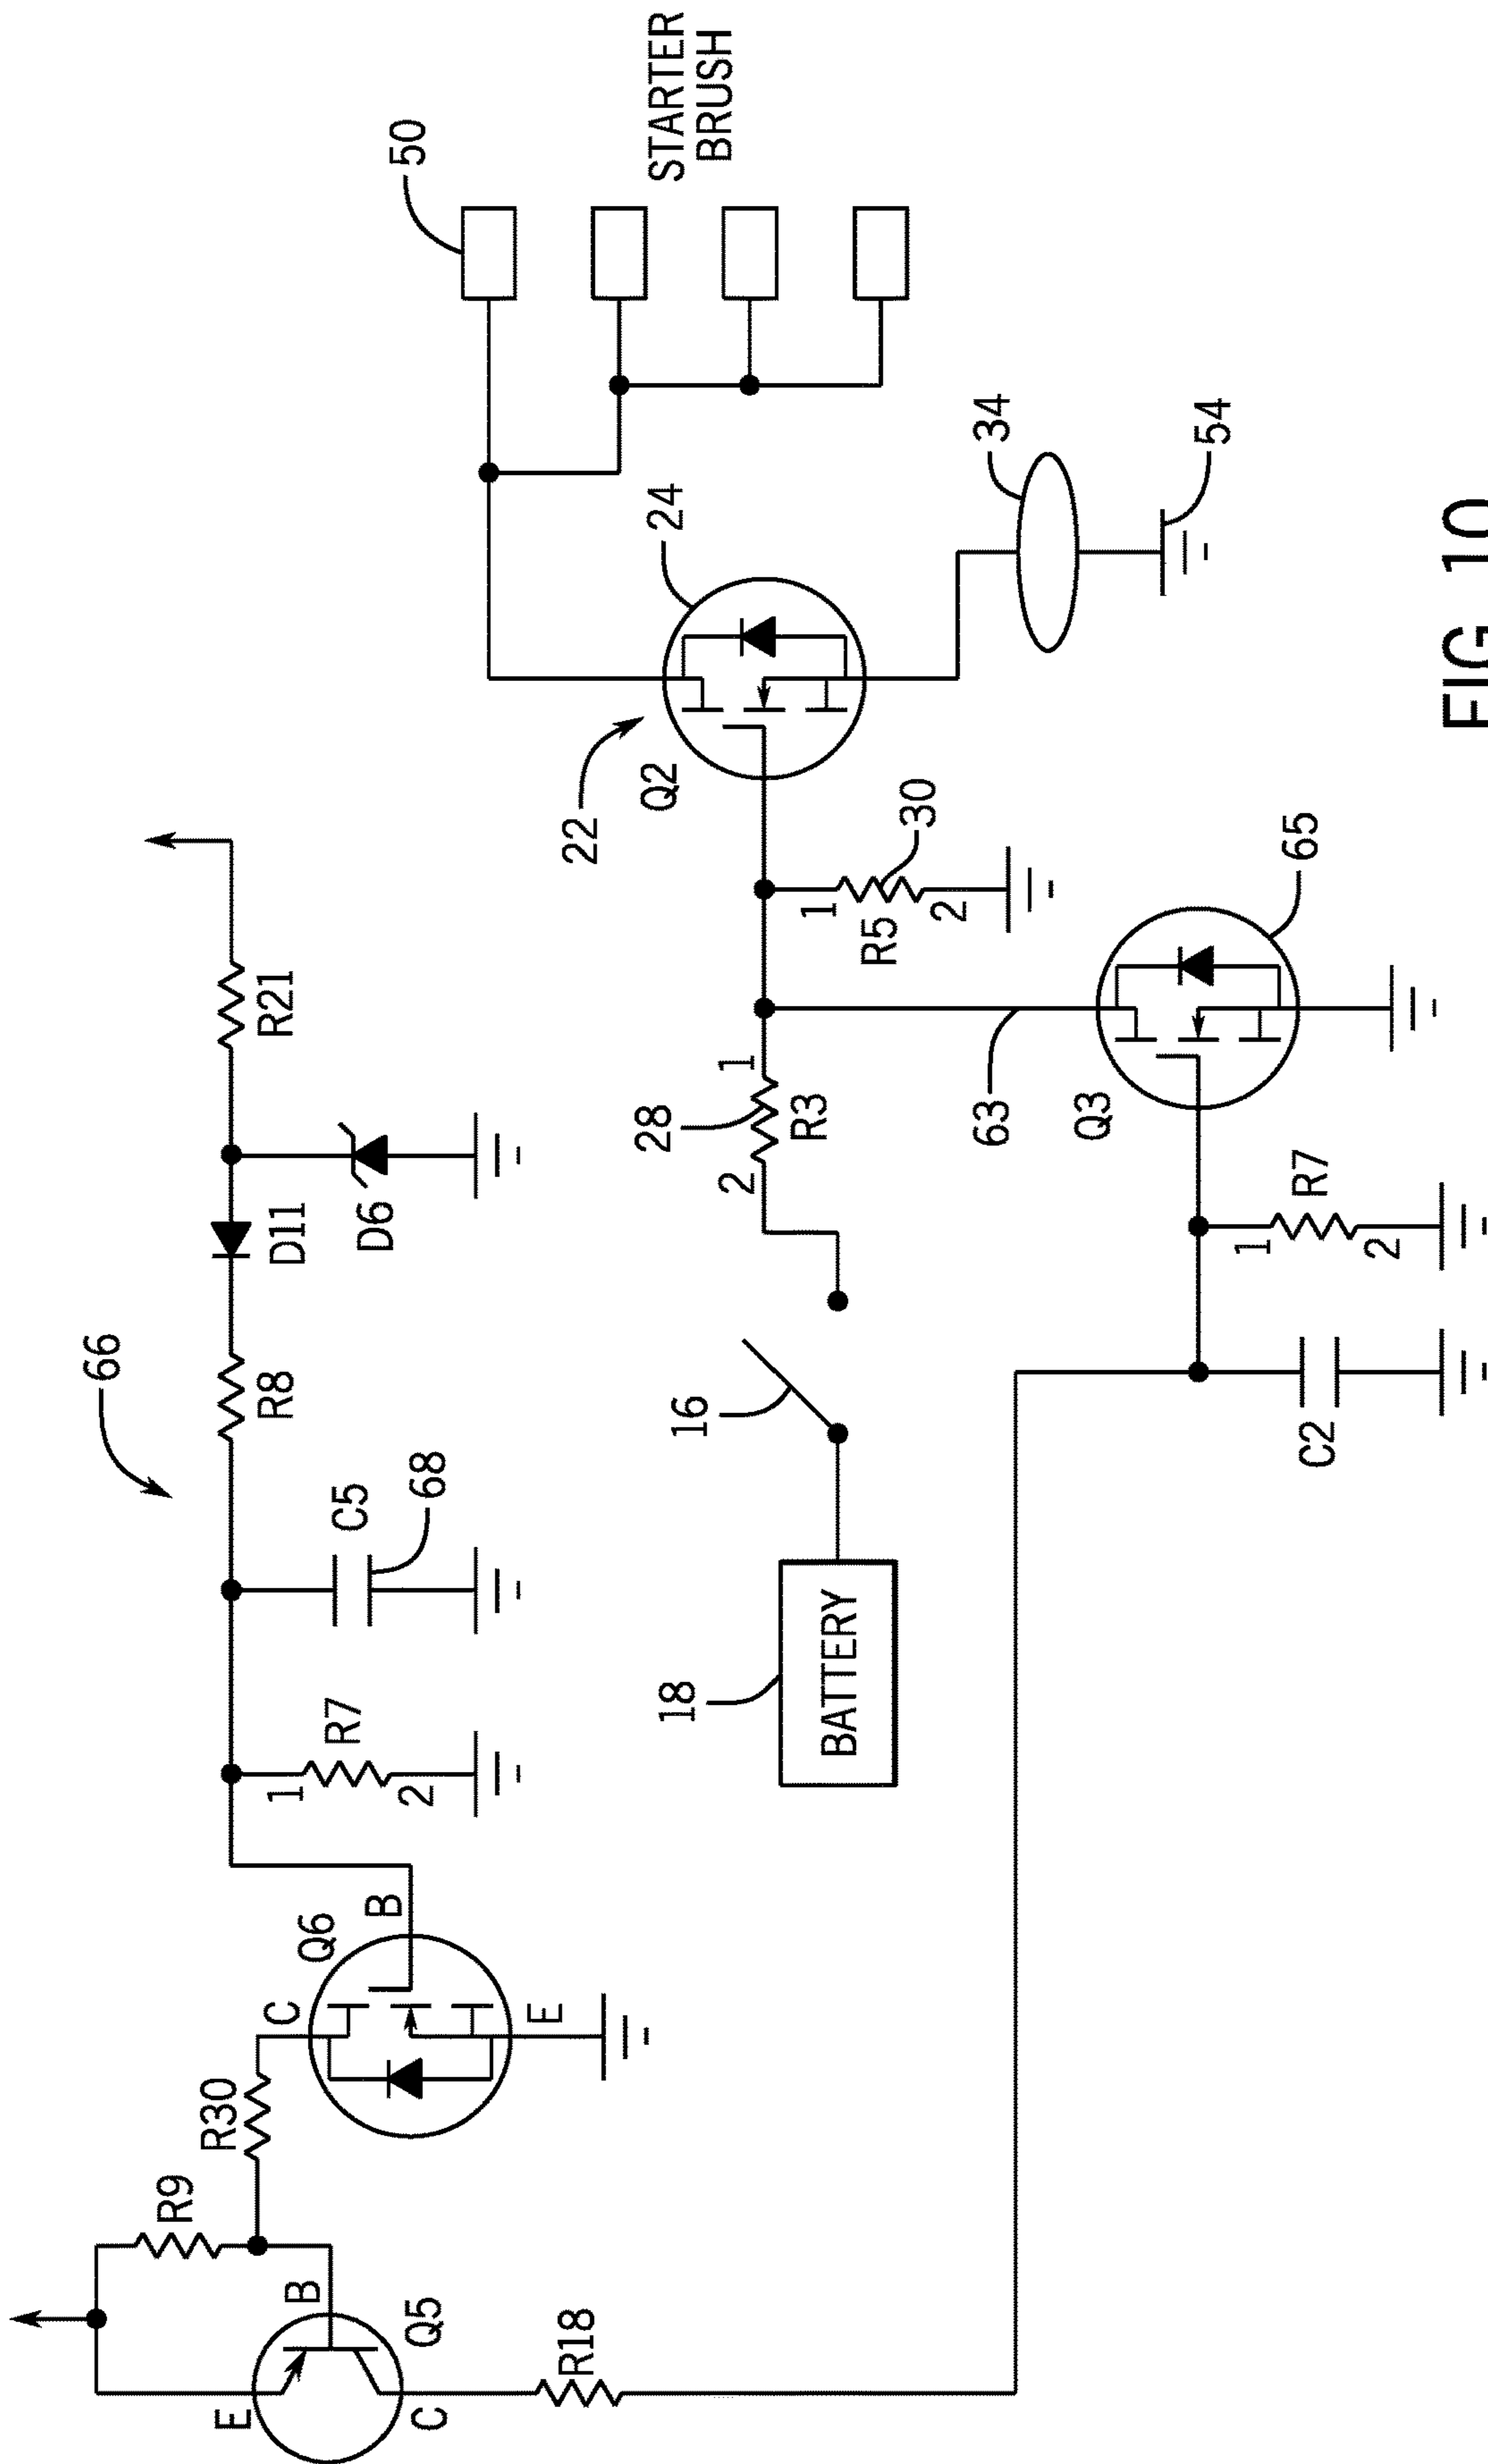 E
C
B
Q5
R9
R18
R30
C
Q6
B
E
1
R7
2
C5
68
66
R8
D11
D6
R21
18
BATTERY
16
28
2
R3
1
63
C2
1
R7
2
Q3
65
1
R5
2
30
22
Q2
24
34
54
50
STARTER
BRUSH
FIG 10